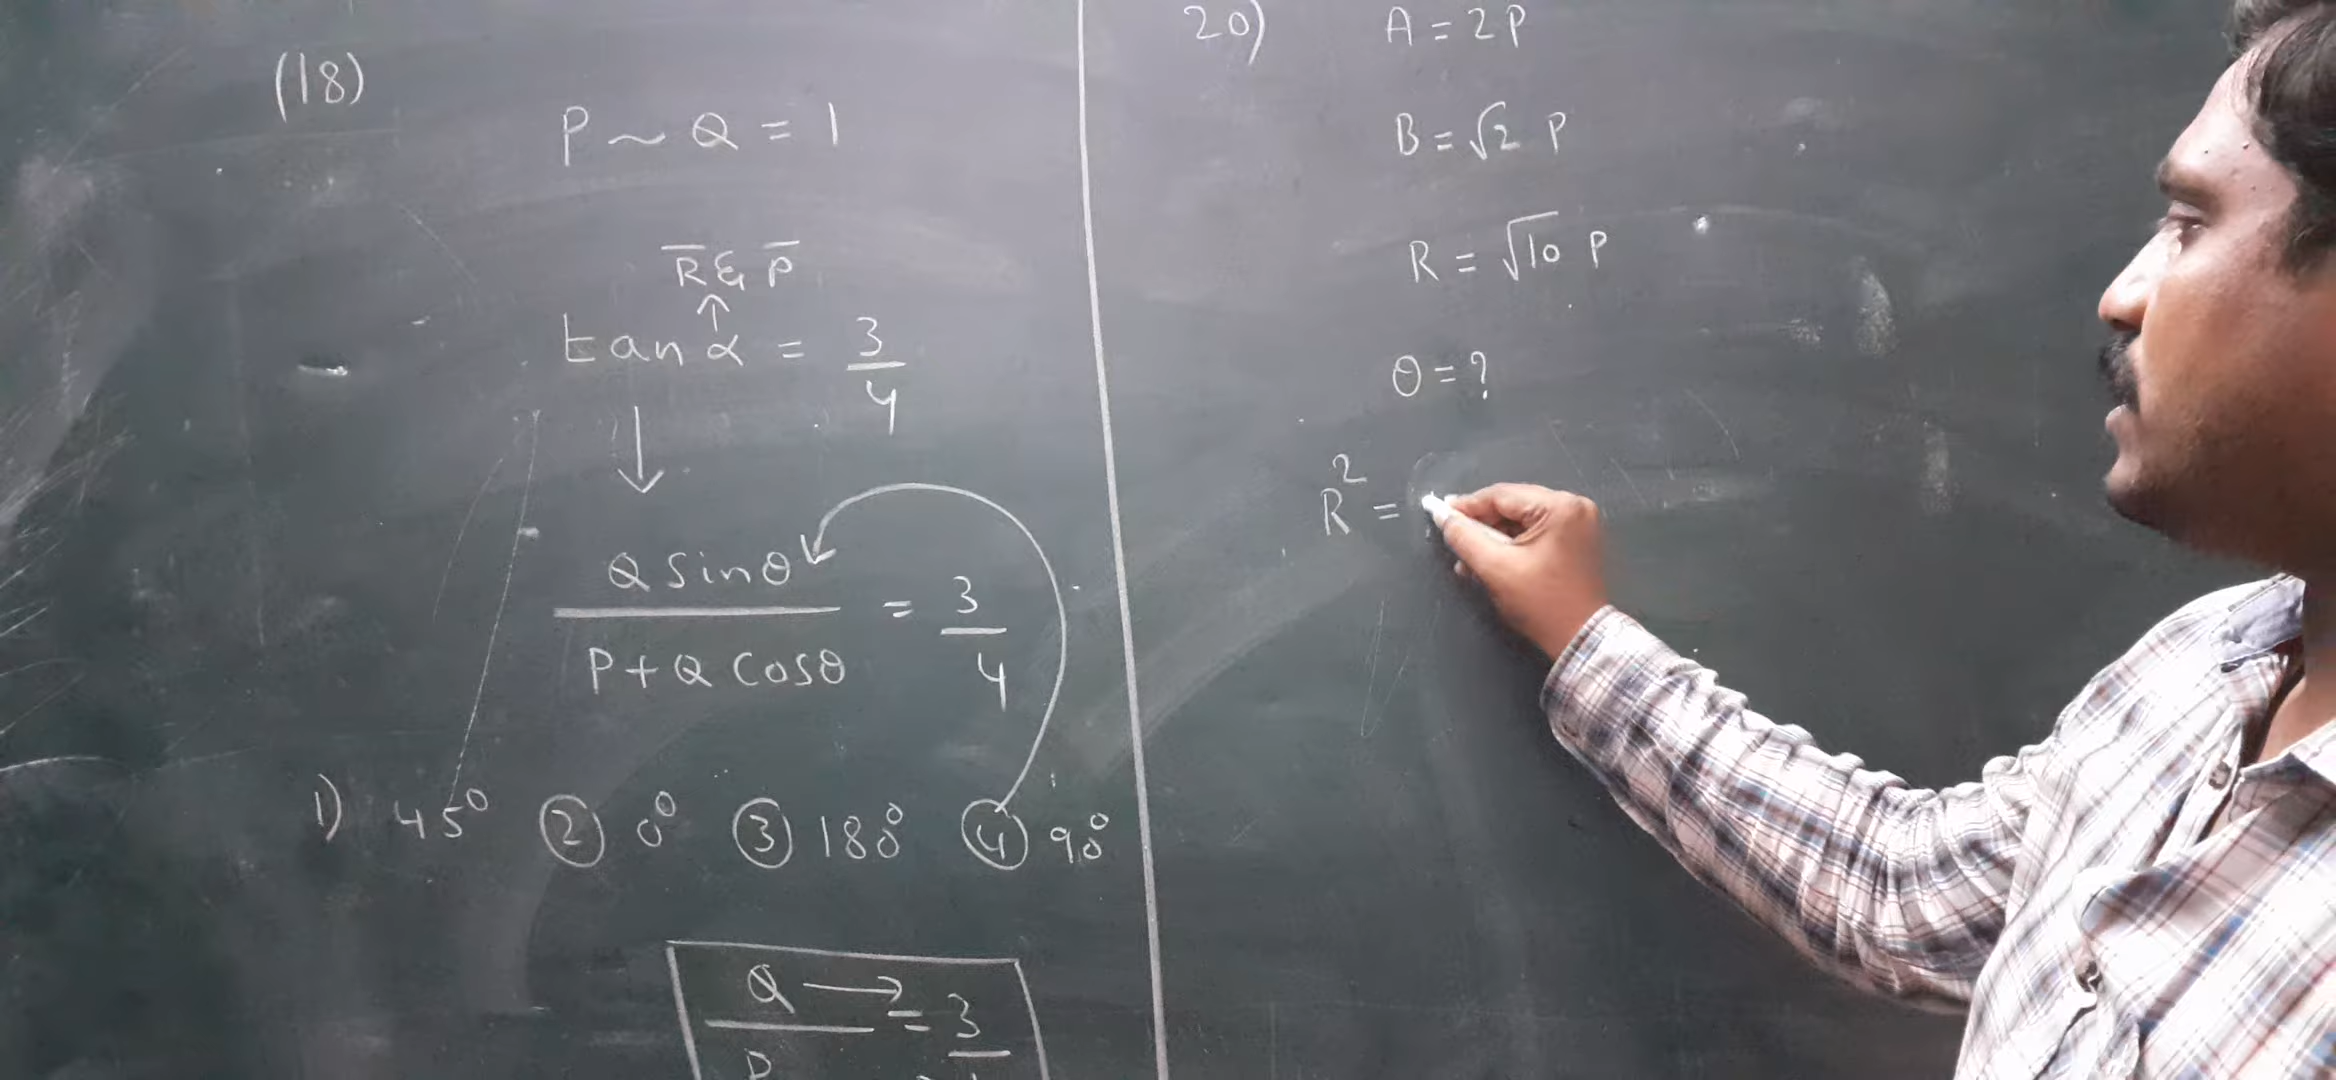 (18)
P ~ Q = 1
R̅ & P̅
↑
tan α = 3/4
↓
Q sinθ / P + Q cosθ = 3/4
1) 45° ② 0° ③ 180° ④ 90°
Q → = 3
P
20) A = 2P
B = √2 P
R = √10 P
θ = ?
R² =